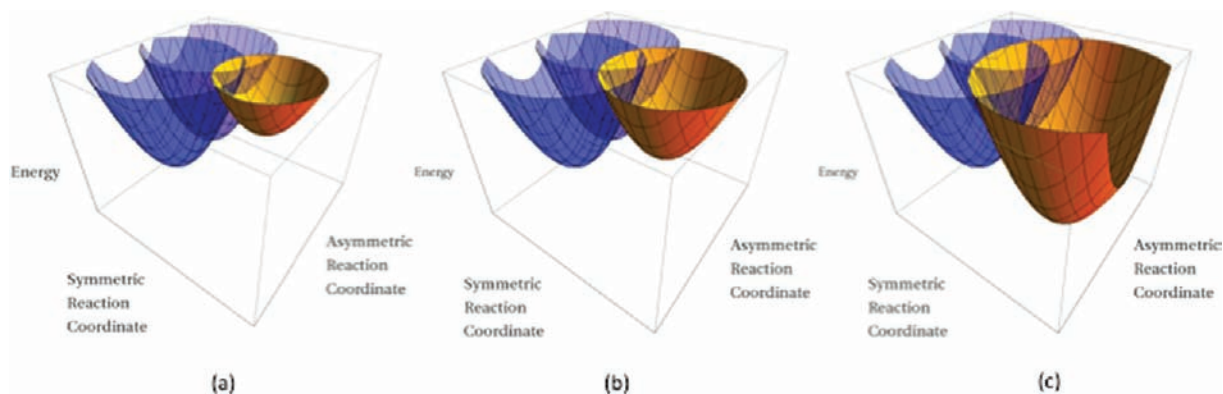 Energy
Symmetric
Reaction
Coordinate
Asymmetric
Reaction
Coordinate
(a)
Energy
Symmetric
Reaction
Coordinate
Asymmetric
Reaction
Coordinate
(b)
Energy
Symmetric
Reaction
Coordinate
Asymmetric
Reaction
Coordinate
(c)